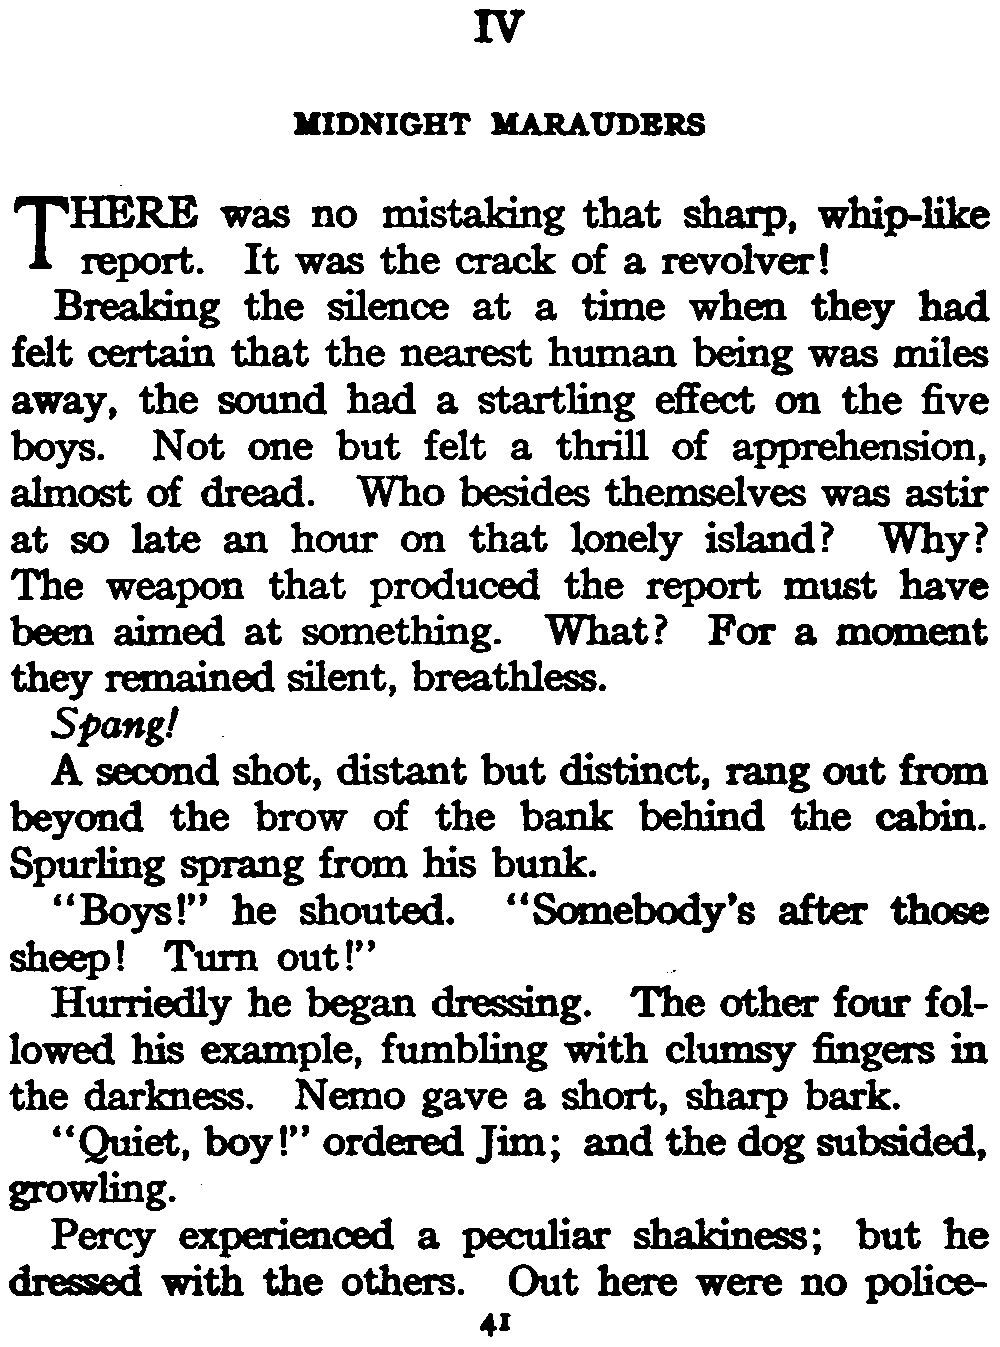 IV
MIDNIGHT MARAUDERS
THERE was no mistaking that sharp, whip-like
report. It was the crack of a revolver!
Breaking the silence at a time when they had
felt certain that the nearest human being was miles
away, the sound had a startling effect on the five
boys. Not one but felt a thrill of apprehension,
almost of dread. Who besides themselves was astir
at so late an hour on that lonely island? Why?
The weapon that produced the report must have
been aimed at something. What? For a moment
they remained silent, breathless.
Spang!
A second shot, distant but distinct, rang out from
beyond the brow of the bank behind the cabin.
Spurling sprang from his bunk.
"Boys!" he shouted. "Somebody's after those
sheep! Turn out!"
Hurriedly he began dressing. The other four fol-
lowed his example, fumbling with clumsy fingers in
the darkness. Nemo gave a short, sharp bark.
"Quiet, boy!" ordered Jim; and the dog subsided,
growling.
Percy experienced a peculiar shakiness; but he
dressed with the others. Out here were no police-
41